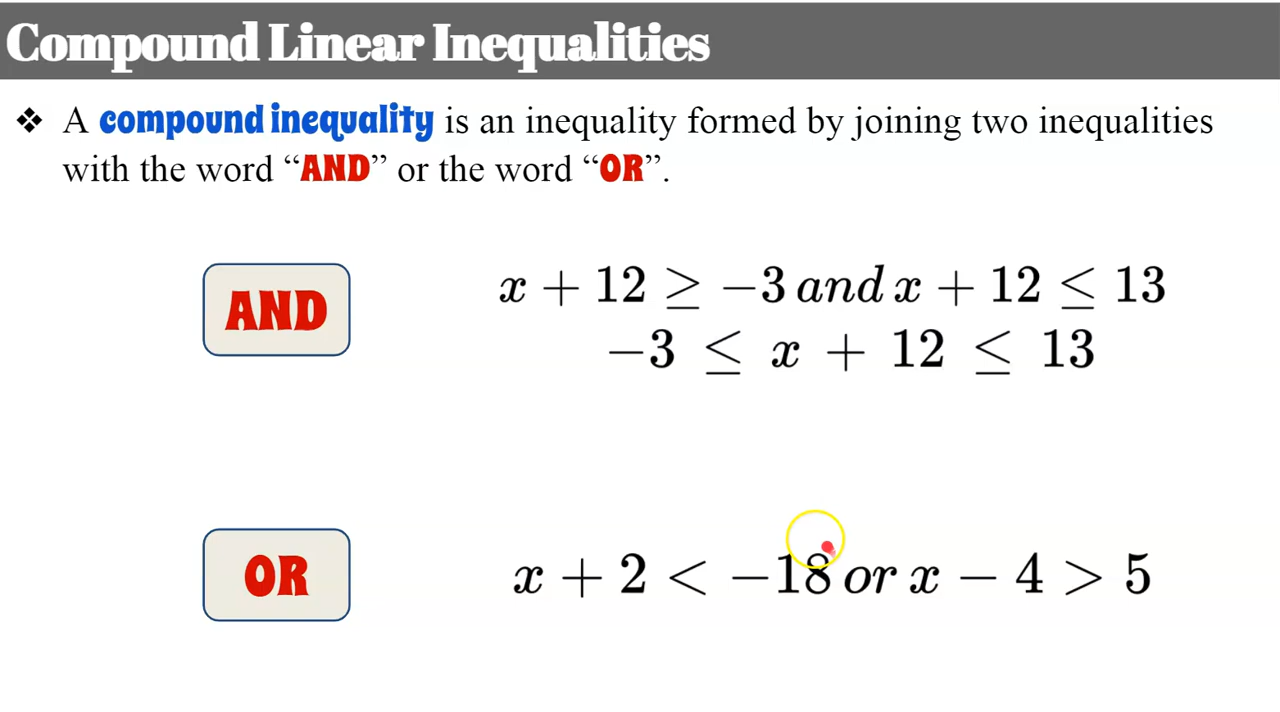 Compound Linear Inequalities
❖ A compound inequality is an inequality formed by joining two inequalities
with the word “AND” or the word “OR”.
AND
x + 12 ≥ −3 and x + 12 ≤ 13
−3 ≤ x + 12 ≤ 13
OR
x + 2 < −18 or x − 4 > 5